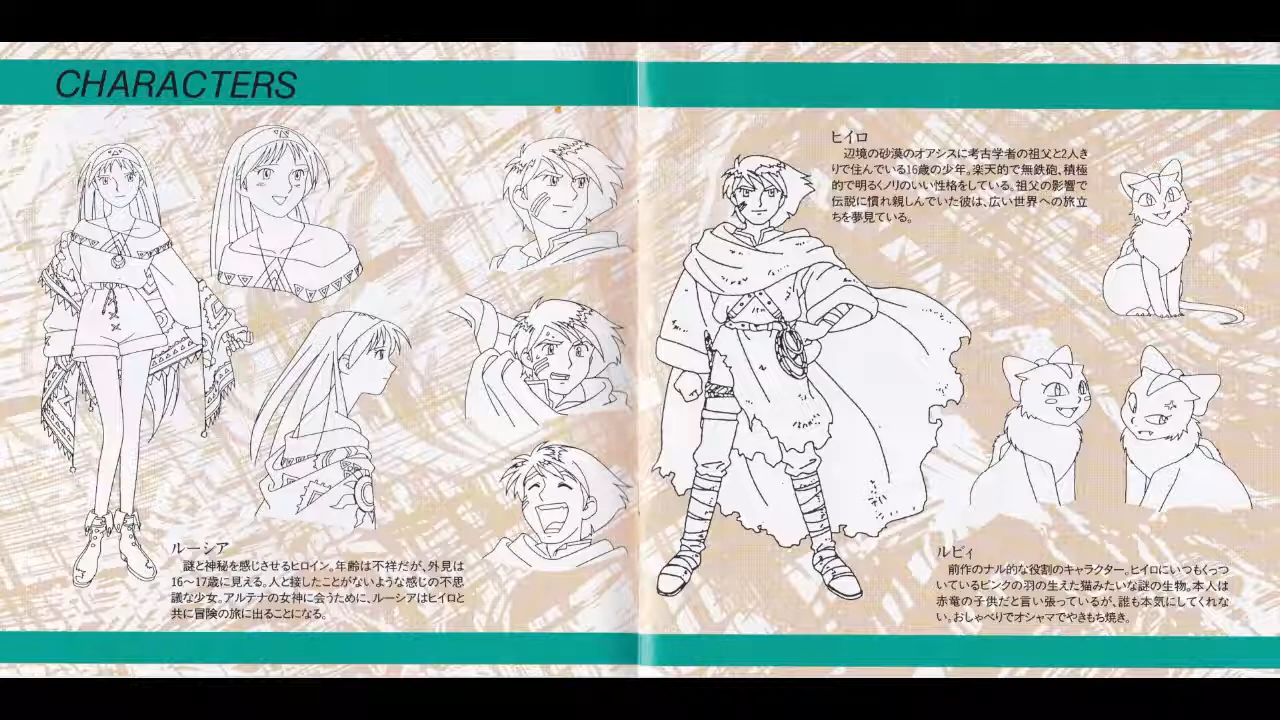 CHARACTERS
ルーシア
謎と神秘を感じさせるヒロイン。年齢は不祥だが、外見は
16〜17歳に見える。人と接したことがないような感じの不思
議な少女。アルテナの女神に会うために、ルーシアはヒイロと
共に冒険の旅に出ることになる。
ヒイロ
辺境の砂漠のオアシスに考古学者の祖父と2人き
りで住んでいる16歳の少年。楽天的で無鉄砲、積極
的で明るくノリのいい性格をしている。祖父の影響で
伝説に慣れ親しんでいた彼は、広い世界への旅立
ちを夢見ている。
ルビィ
前作のナル的な役割のキャラクター。ヒイロにいつもくっつ
いているピンクの羽の生えた猫みたいな謎の生物。本人は
赤竜の子供だと言い張っているが、誰も本気にしてくれな
い。おしゃべりでオシャマでやきもち焼き。